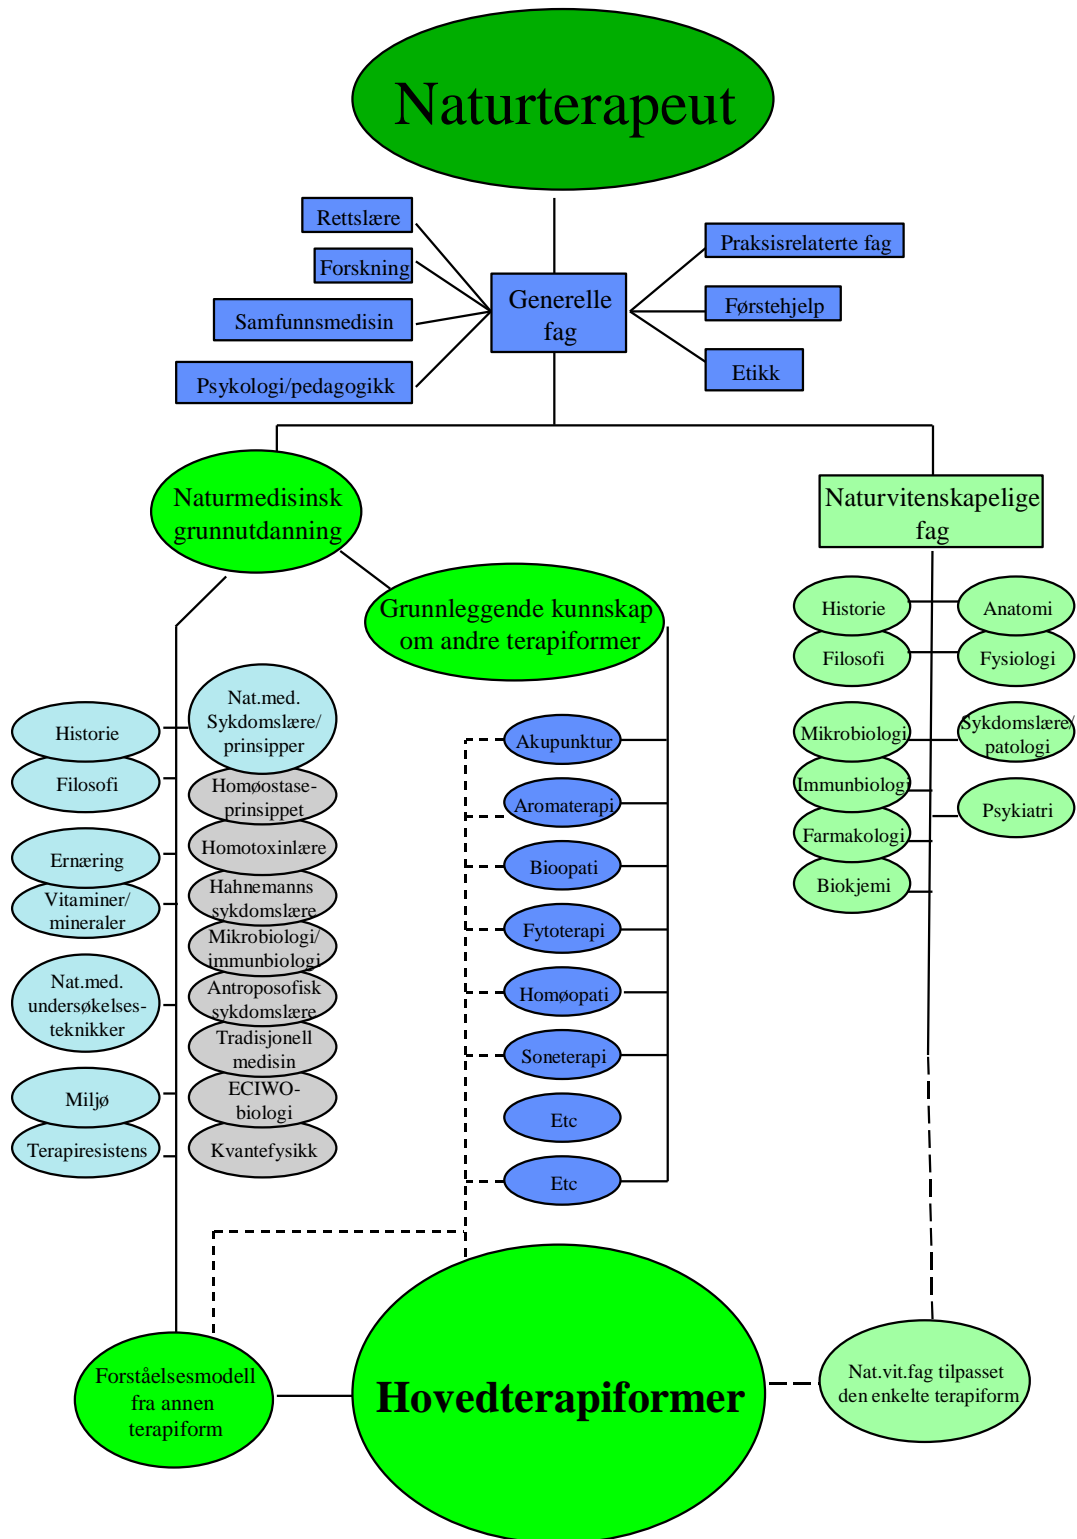 Naturterapeut
Rettslære
Forskning
Samfunnsmedisin
Psykologi/pedagogikk
Generelle
fag
Praksisrelaterte fag
Førstehjelp
Etikk
Naturmedisinsk
grunnutdanning
Grunnleggende kunnskap
om andre terapiformer
Naturvitenskapelige
fag
Historie
Filosofi
Ernæring
Vitaminer/
mineraler
Nat.med.
undersøkelses-
teknikker
Miljø
Terapiresistens
Nat.med.
Sykdomslære/
prinsipper
Homøostase-
prinsippet
Homotoxinlære
Hahnemanns
sykdomslære
Mikrobiologi/
immunbiologi
Antroposofisk
sykdomslære
Tradisjonell
medisin
ECIWO-
biologi
Kvantefysikk
Akupunktur
Aromaterapi
Bioopati
Fytoterapi
Homøopati
Soneterapi
Etc
Etc
Historie
Filosofi
Mikrobiologi
Immunbiologi
Farmakologi
Biokjemi
Anatomi
Fysiologi
Sykdomslære/
patologi
Psykiatri
Forståelsesmodell
fra annen
terapiform
Hovedterapiformer
Nat.vit.fag tilpasset
den enkelte terapiform